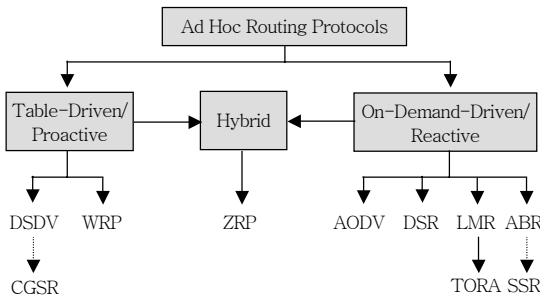 Ad Hoc Routing Protocols
Table-Driven/
Proactive
Hybrid
On-Demand-Driven/
Reactive
DSDV
WRP
ZRP
AODV
DSR
LMR
ABR
CGSR
TORA
SSR